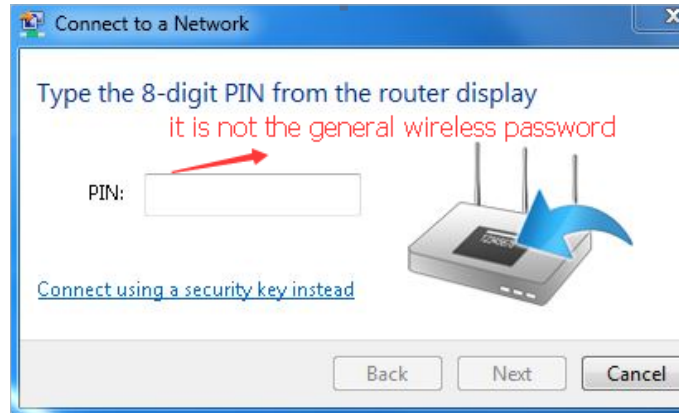 Connect to a Network
Type the 8-digit PIN from the router display
it is not the general wireless password
PIN:
12345670
Connect using a security key instead
Back Next Cancel